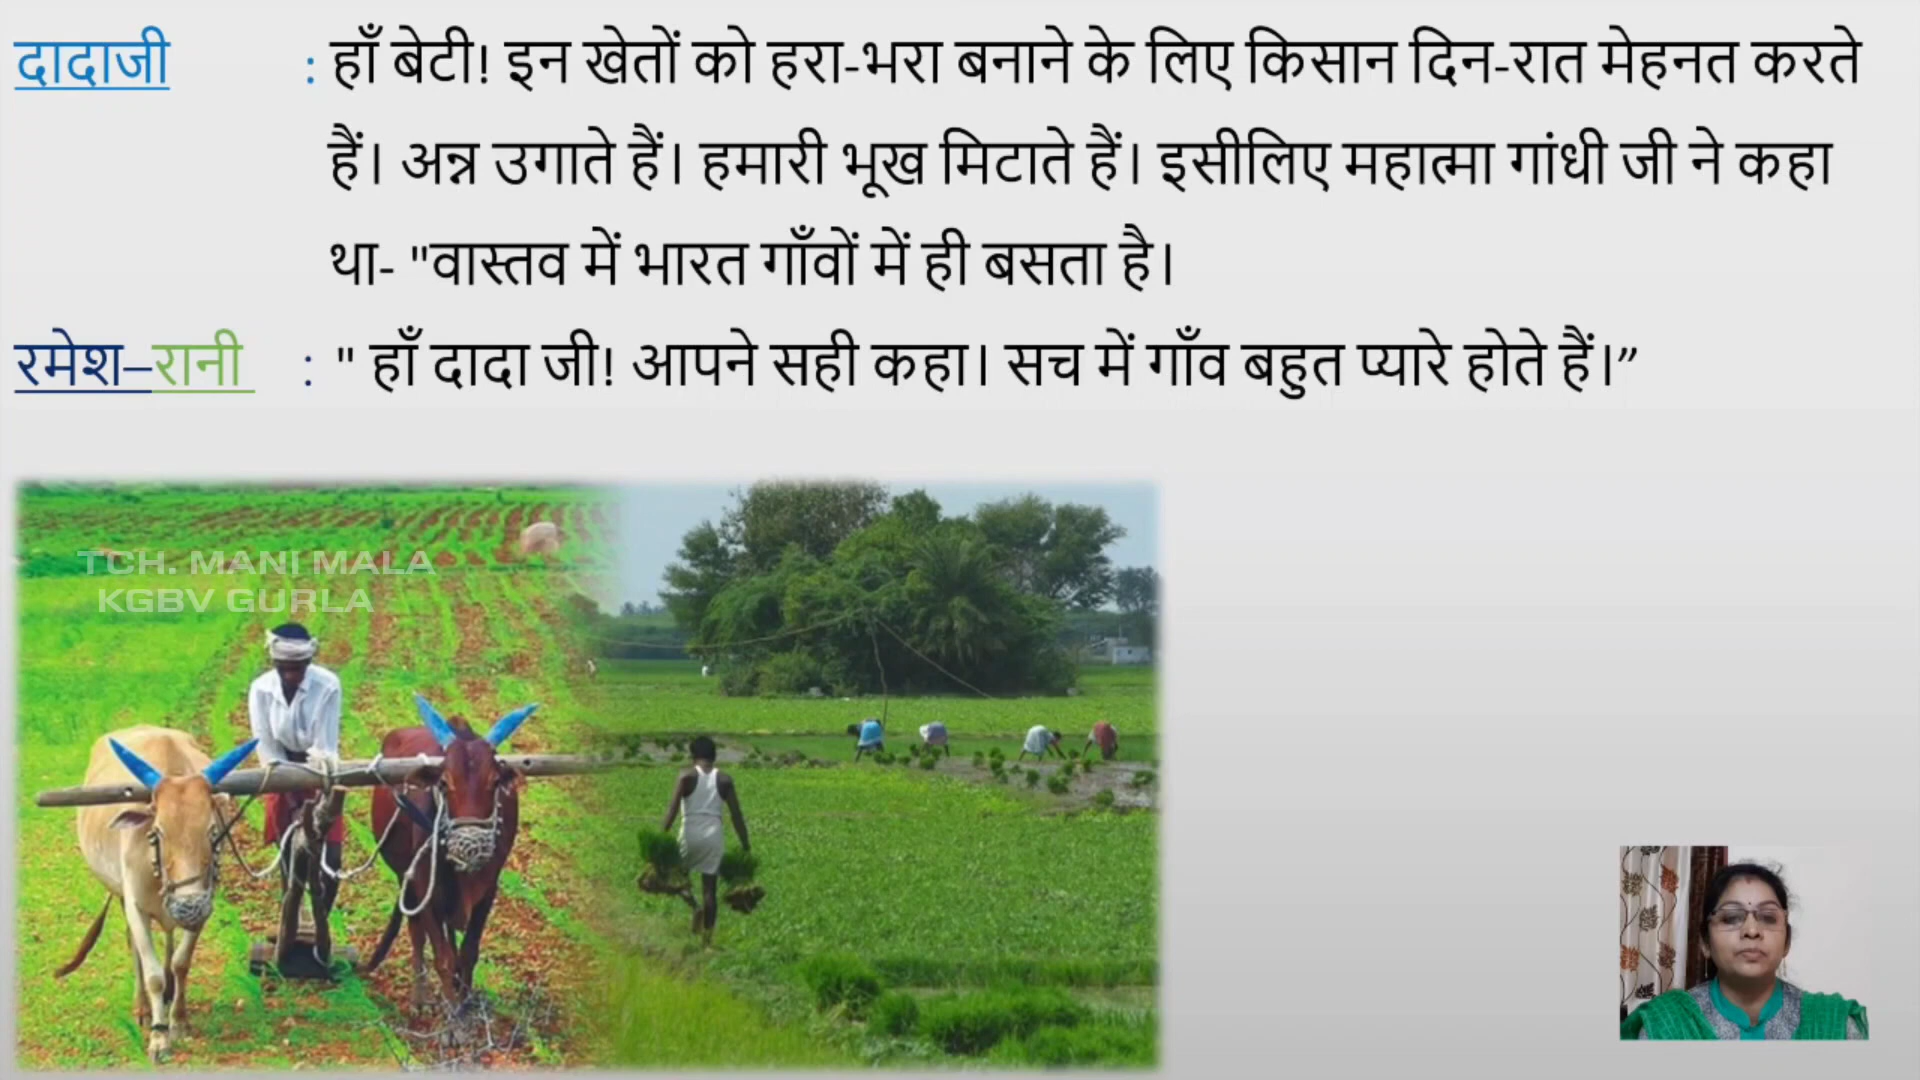 दादाजी : हाँ बेटी! इन खेतों को हरा-भरा बनाने के लिए किसान दिन-रात मेहनत करते
हैं। अन्न उगाते हैं। हमारी भूख मिटाते हैं। इसीलिए महात्मा गांधी जी ने कहा
था- "वास्तव में भारत गाँवों में ही बसता है।
रमेश–रानी : " हाँ दादा जी! आपने सही कहा। सच में गाँव बहुत प्यारे होते हैं।”
TCH. MANI MALA
KGBV GURLA